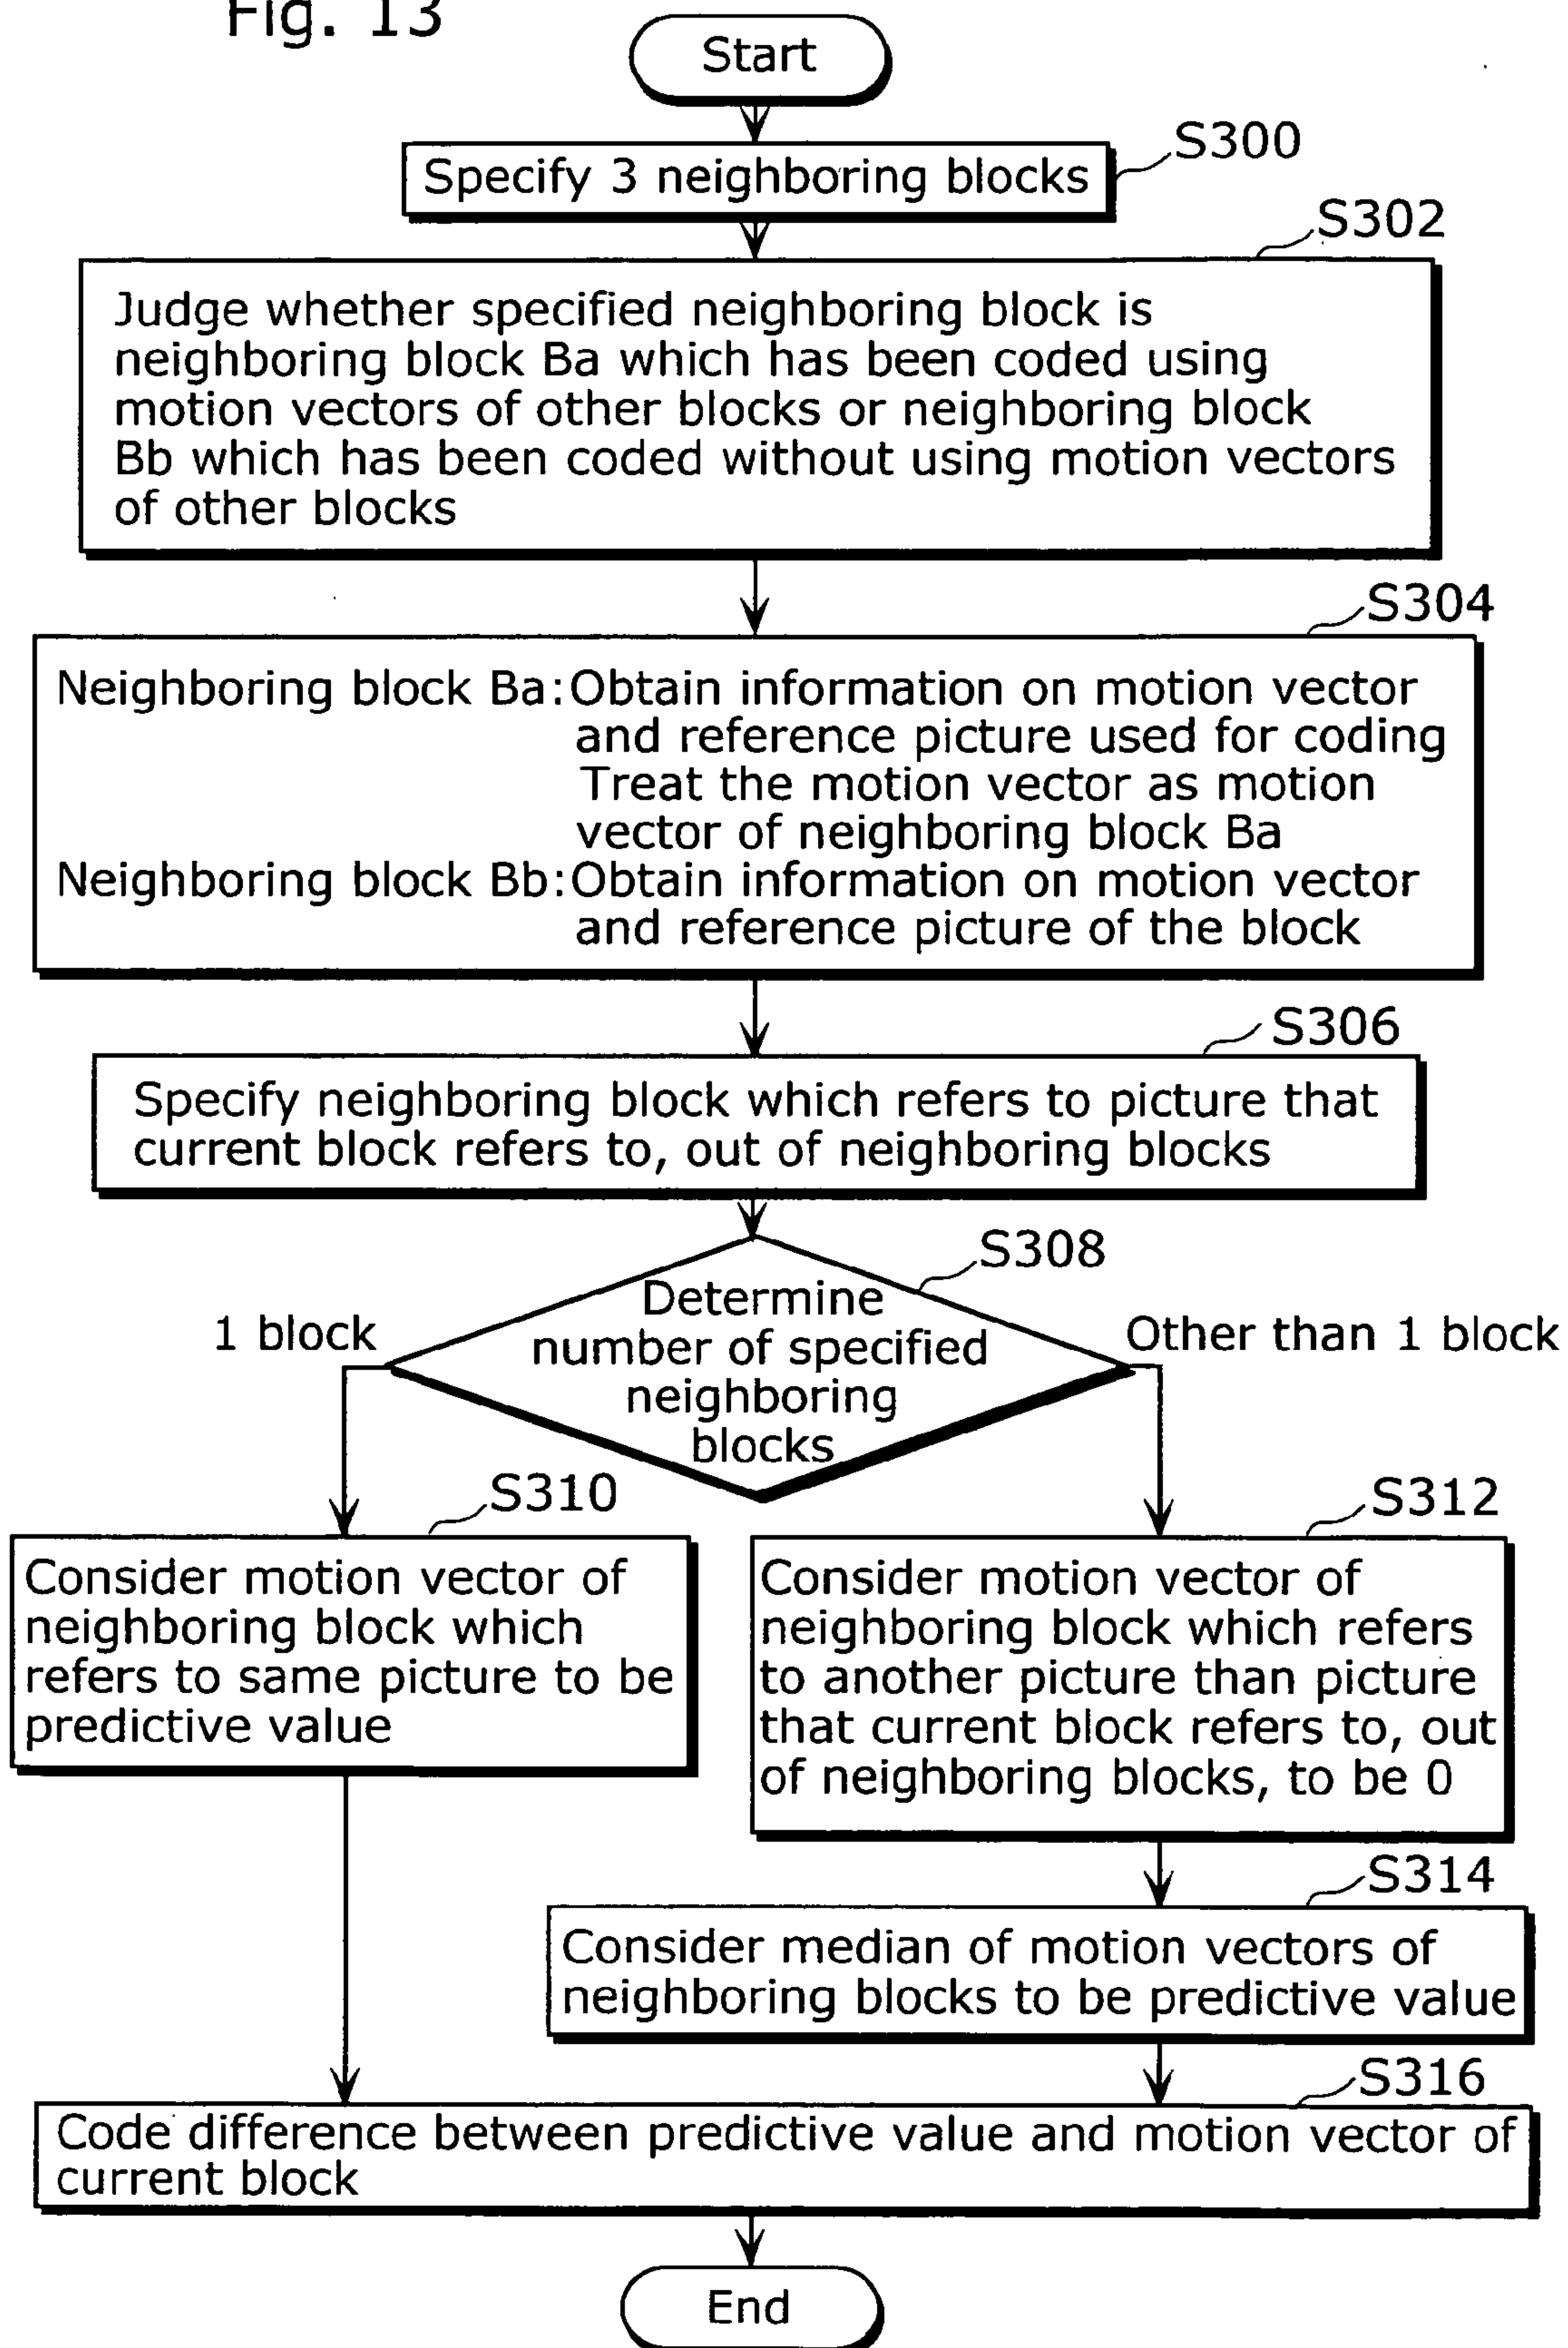 Fig. 13
Start
S300
Specify 3 neighboring blocks
S302
Judge whether specified neighboring block is
neighboring block Ba which has been coded using
motion vectors of other blocks or neighboring block
Bb which has been coded without using motion vectors
of other blocks
S304
Neighboring block Ba:Obtain information on motion vector
and reference picture used for coding
Treat the motion vector as motion
vector of neighboring block Ba
Neighboring block Bb:Obtain information on motion vector
and reference picture of the block
S306
Specify neighboring block which refers to picture that
current block refers to, out of neighboring blocks
S308
Determine
number of specified
neighboring
blocks
1 block
Other than 1 block
S310
Consider motion vector of
neighboring block which
refers to same picture to be
predictive value
S312
Consider motion vector of
neighboring block which refers
to another picture than picture
that current block refers to, out
of neighboring blocks, to be 0
S314
Consider median of motion vectors of
neighboring blocks to be predictive value
S316
Code difference between predictive value and motion vector of
current block
End